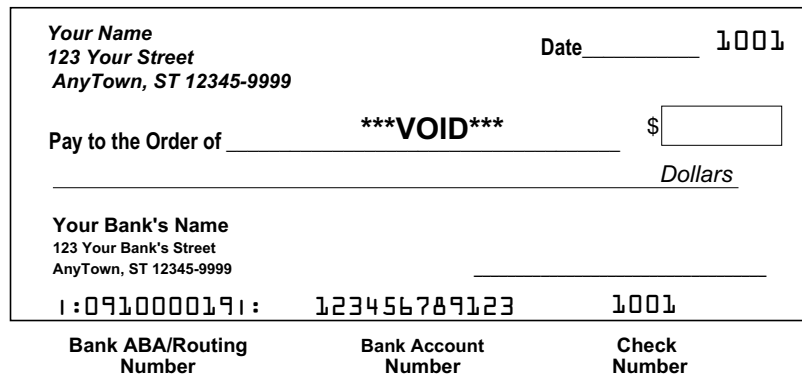 Your Name
123 Your Street
AnyTown, ST 12345-9999
Date__________ 1001
Pay to the Order of ***VOID*** $
Dollars
Your Bank's Name
123 Your Bank's Street
AnyTown, ST 12345-9999
|:091000019|: 123456789123 1001
Bank ABA/Routing Number
Bank Account Number
Check Number